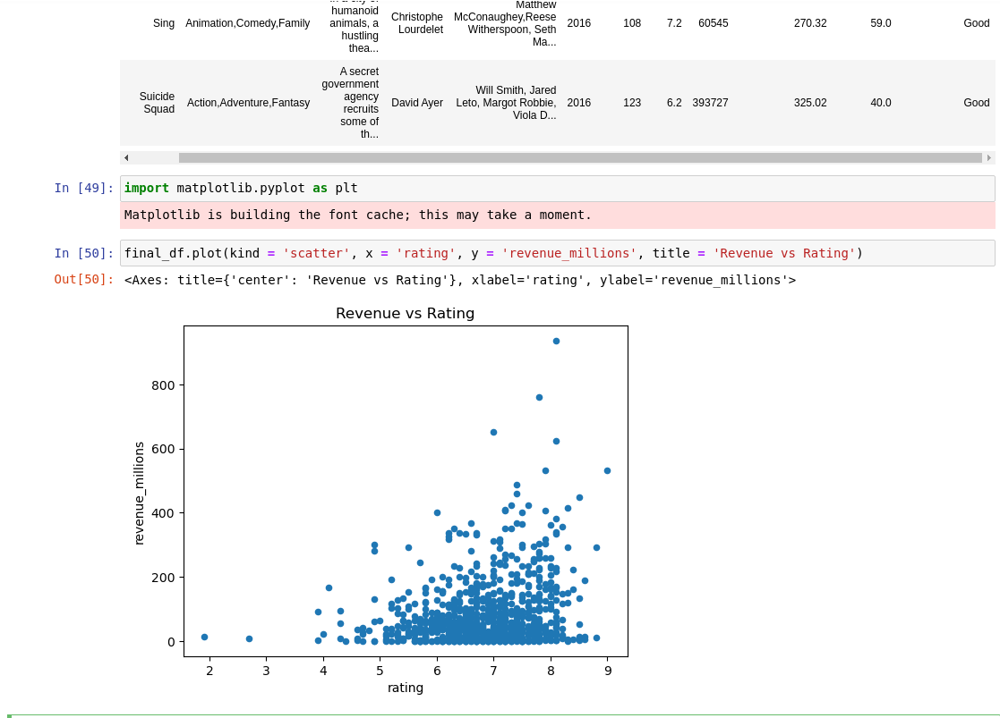 humanoid
animals, a
hustling
thea...
Sing Animation,Comedy,Family Christophe Lourdelet Matthew McConaughey,Reese Witherspoon, Seth Ma... 2016 108 7.2 60545 270.32 59.0 Good
Suicide Squad Action,Adventure,Fantasy
A secret
government
agency
recruits
some of
th...
David Ayer Will Smith, Jared Leto, Margot Robbie, Viola D... 2016 123 6.2 393727 325.02 40.0 Good
In [49]: import matplotlib.pyplot as plt
Matplotlib is building the font cache; this may take a moment.
In [50]: final_df.plot(kind = 'scatter', x = 'rating', y = 'revenue_millions', title = 'Revenue vs Rating')
Out[50]: <Axes: title={'center': 'Revenue vs Rating'}, xlabel='rating', ylabel='revenue_millions'>
Revenue vs Rating
revenue_millions
800
600
400
200
0
2 3 4 5 6 7 8 9
rating